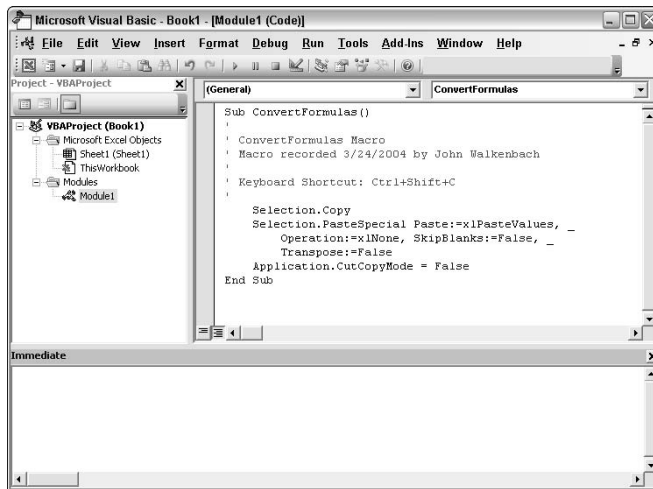 Microsoft Visual Basic - Book1 - [Module1 (Code)]
File Edit View Insert Format Debug Run Tools Add-Ins Window Help
Project - VBAProject
(General) ConvertFormulas
VBAProject (Book1)
Microsoft Excel Objects
Sheet1 (Sheet1)
ThisWorkbook
Modules
Module1
Sub ConvertFormulas()
'
' ConvertFormulas Macro
' Macro recorded 3/24/2004 by John Walkenbach
'
' Keyboard Shortcut: Ctrl+Shift+C
'
Selection.Copy
Selection.PasteSpecial Paste:=xlPasteValues, _
Operation:=xlNone, SkipBlanks:=False, _
Transpose:=False
Application.CutCopyMode = False
End Sub
Immediate